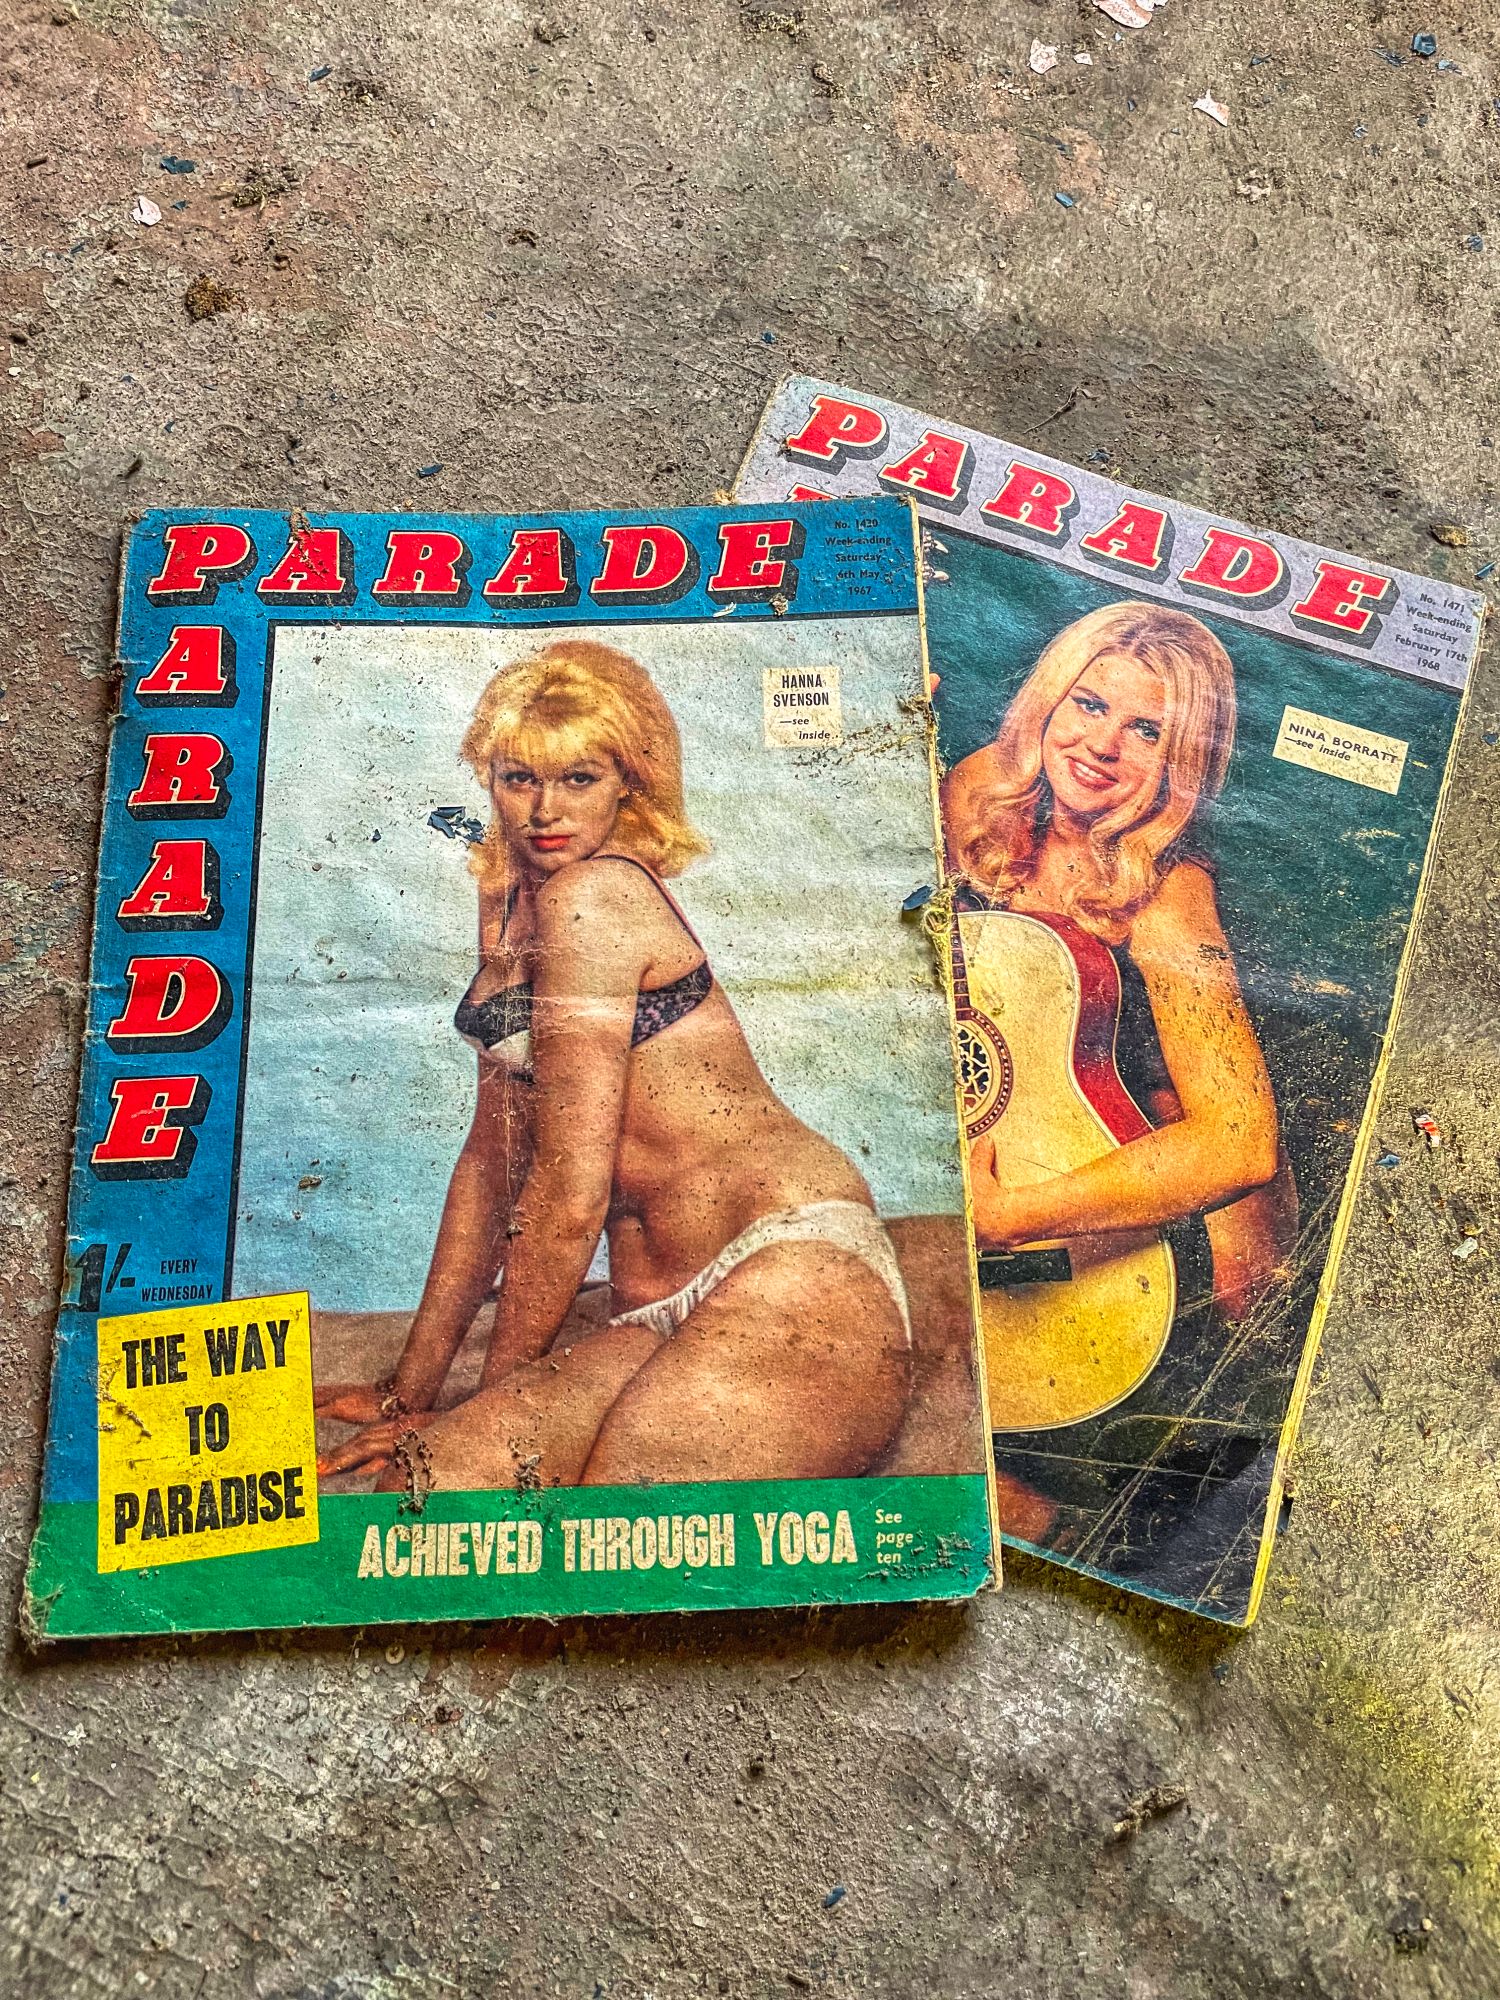 PARADE
No. 1420
Week-ending
Saturday
6th May
1967
PARADE
HANNA
SVENSON
—see
inside..
1/-
EVERY
WEDNESDAY
THE WAY
TO
PARADISE
ACHIEVED THROUGH YOGA
See
page
ten
PARADE
No. 1471
Week-ending
Saturday
February 17th
1968
NINA BORRATT
—see inside